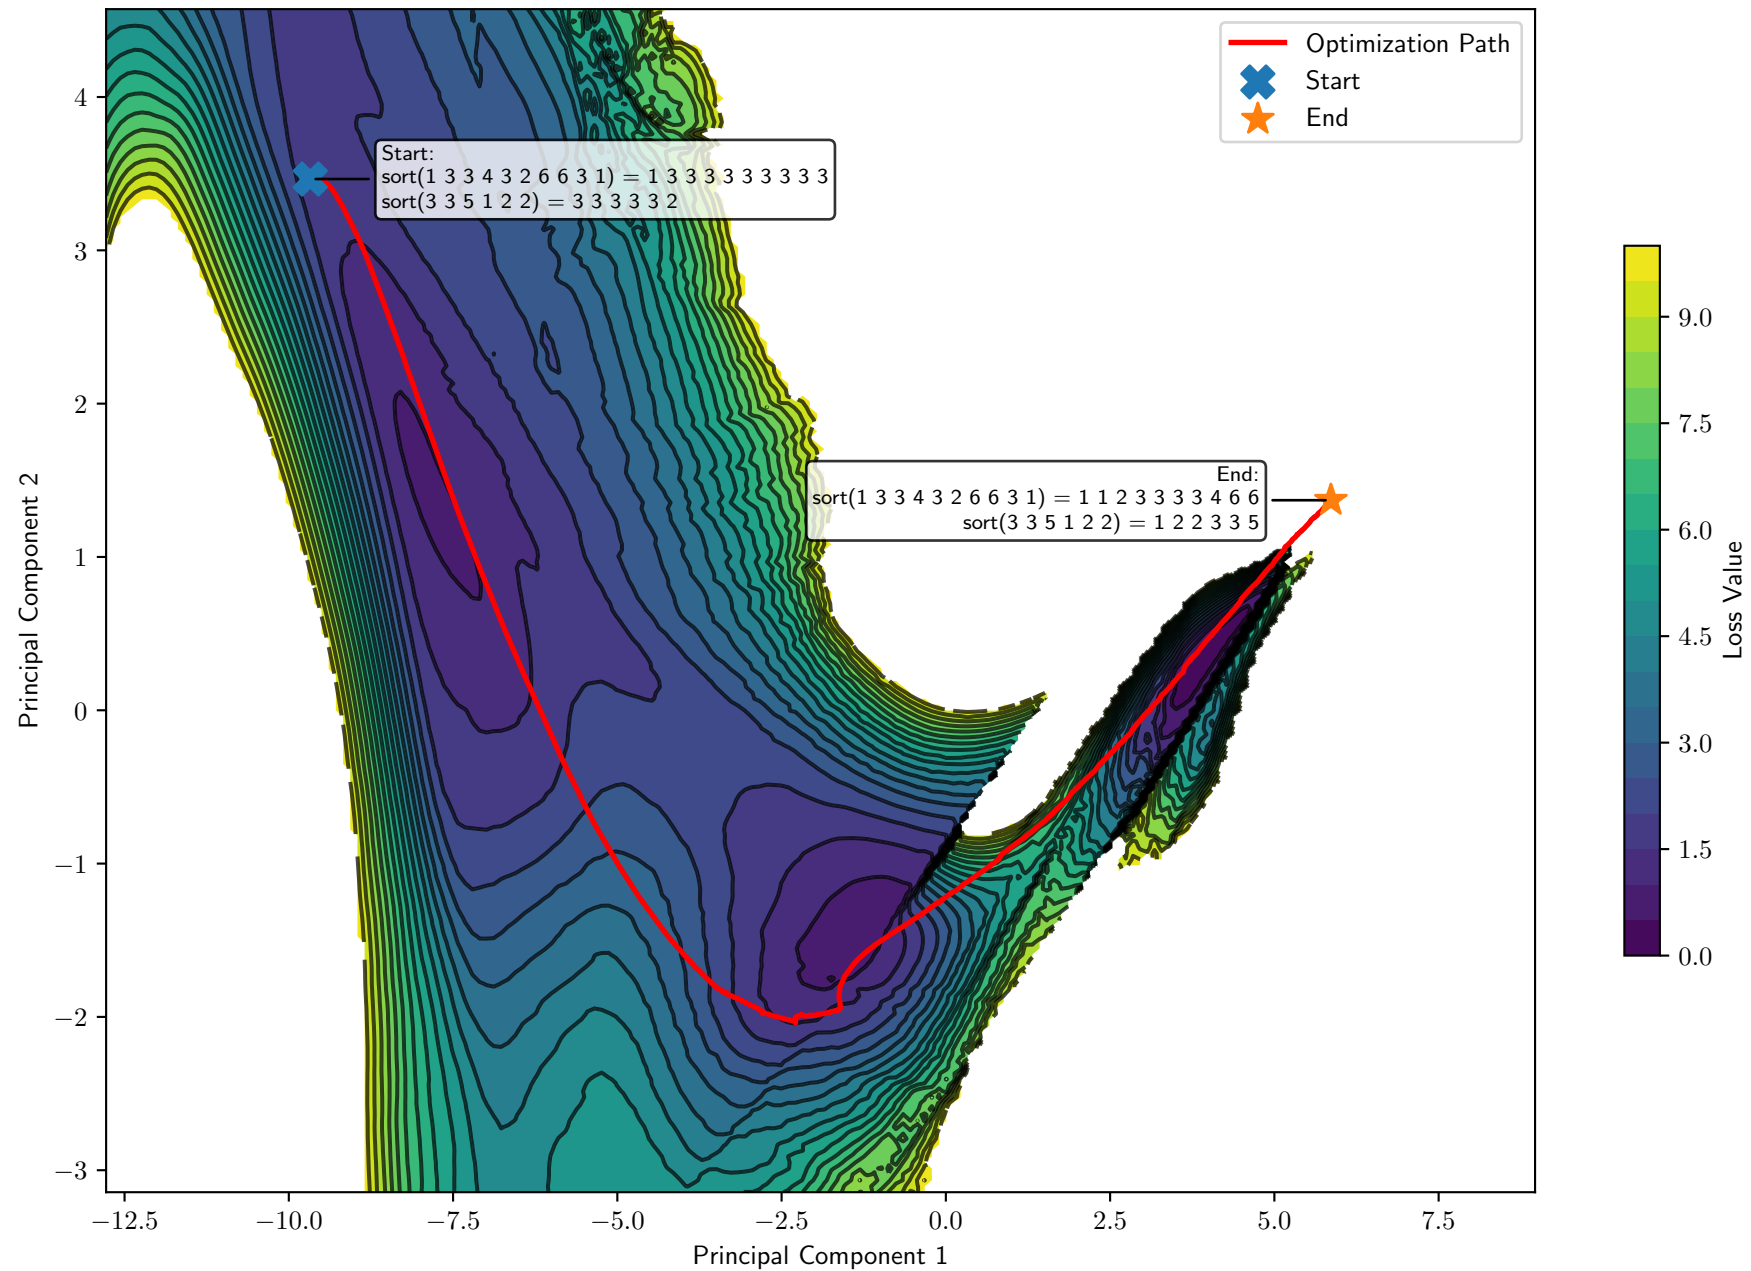 Optimization Path
Start
End
Start:
sort(1 3 3 4 3 2 6 6 3 1) = 1 3 3 3 3 3 3 3 3 3
sort(3 3 5 1 2 2) = 3 3 3 3 3 2
End:
sort(1 3 3 4 3 2 6 6 3 1) = 1 1 2 3 3 3 3 4 6 6
sort(3 3 5 1 2 2) = 1 2 2 3 3 5
4
3
2
1
0
−1
−2
−3
Principal Component 2
−12.5 −10.0 −7.5 −5.0 −2.5 0.0 2.5 5.0 7.5
Principal Component 1
9.0
7.5
6.0
4.5
3.0
1.5
0.0
Loss Value